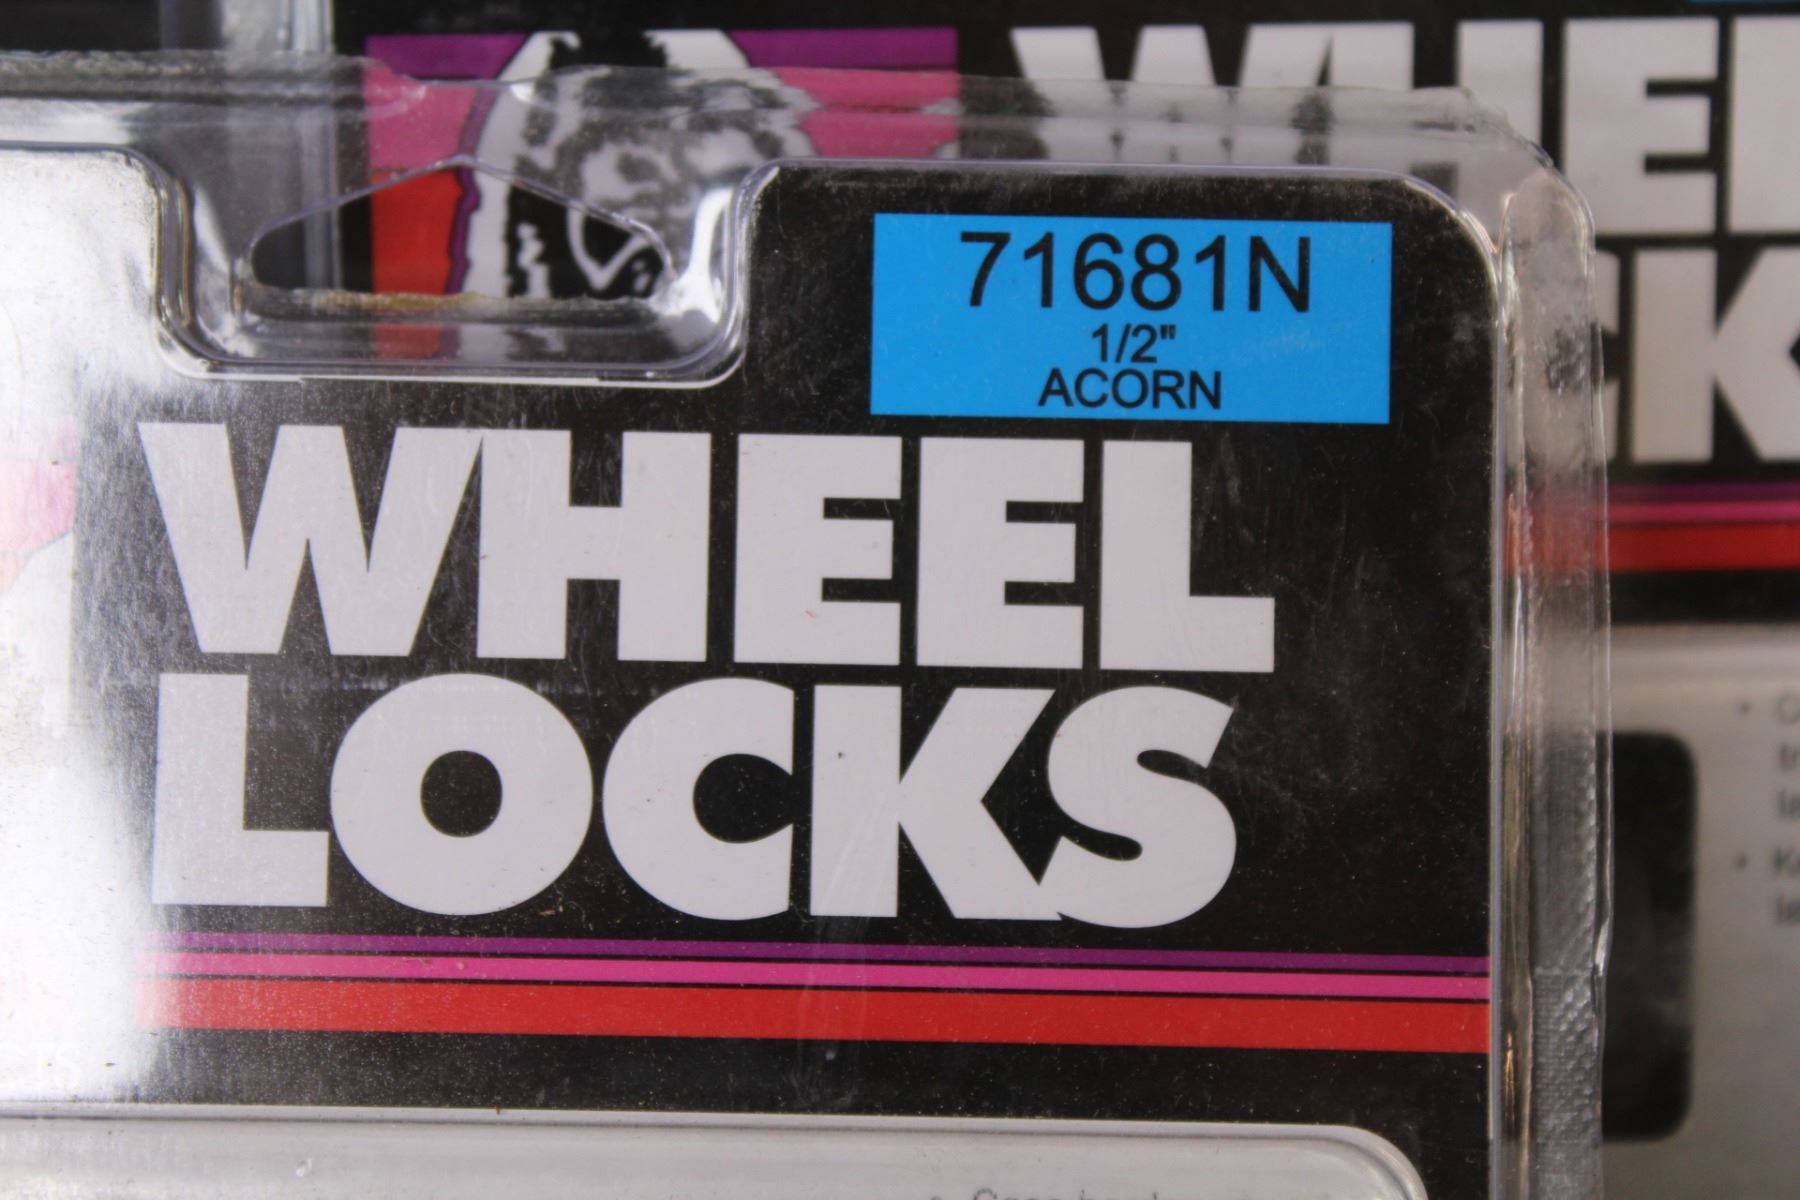 71681N
1/2"
ACORN
WHEEL
LOCKS